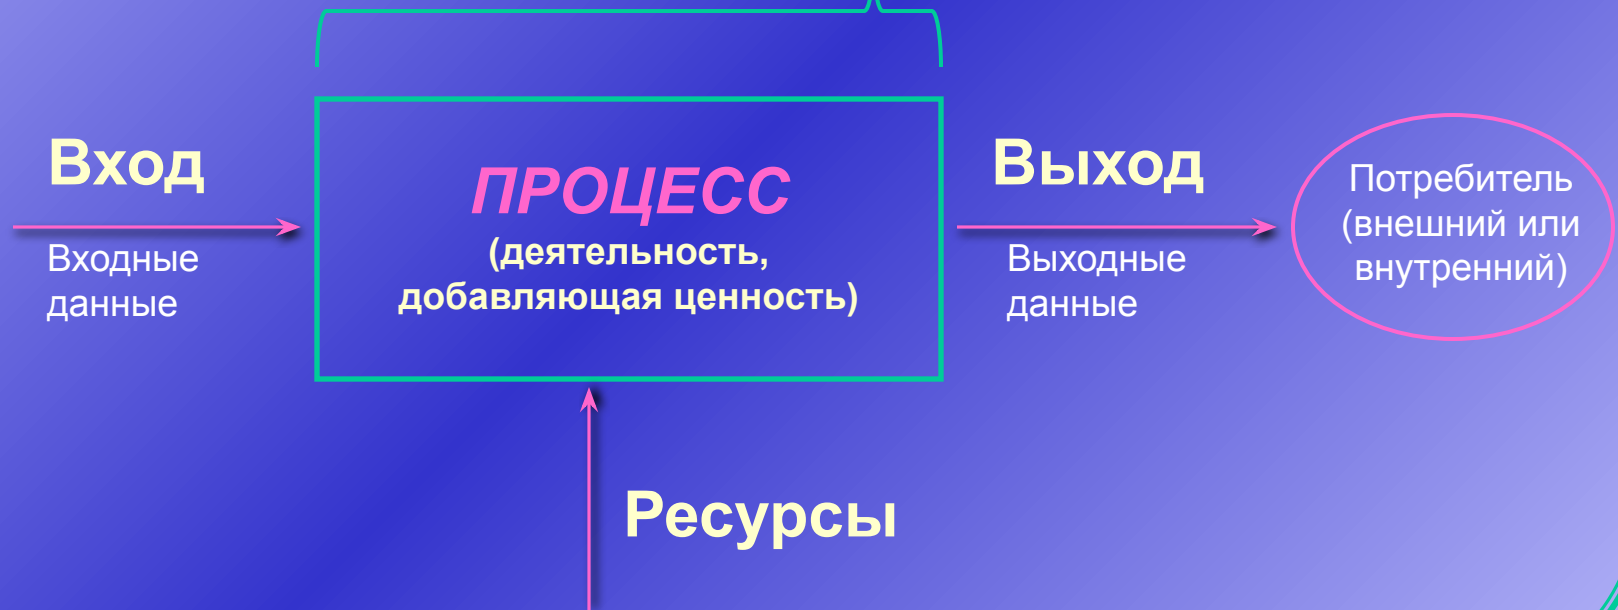 Вход
Входные
данные
ПРОЦЕСС
(деятельность,
добавляющая ценность)
Выход
Выходные
данные
Потребитель
(внешний или
внутренний)
Ресурсы